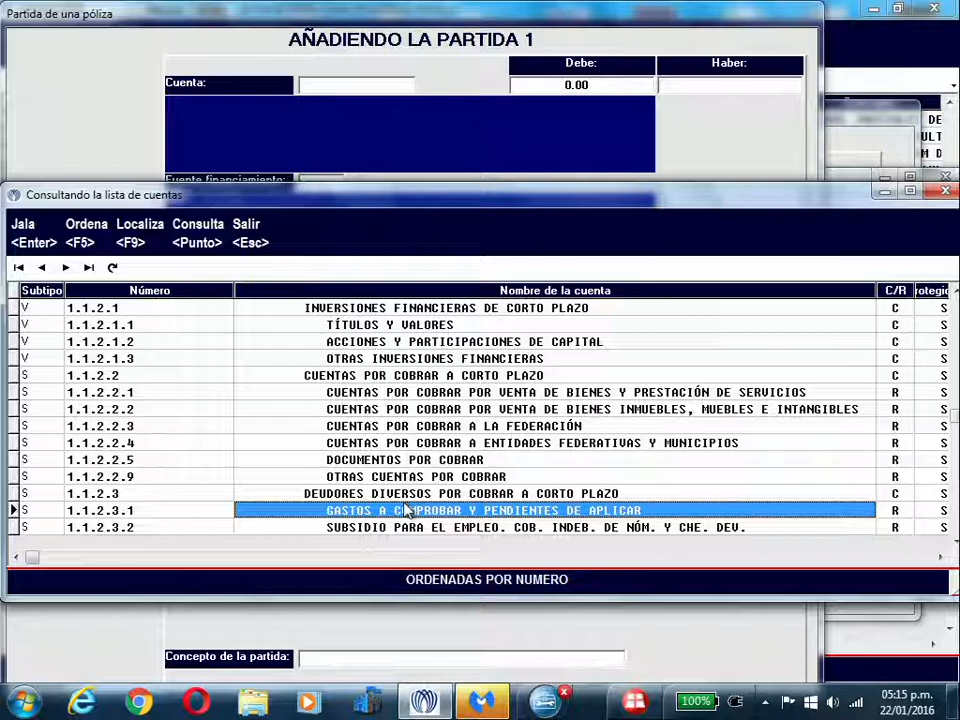 Partida de una póliza
AÑADIENDO LA PARTIDA 1
Debe: Haber:
Cuenta: 0.00
Fuente financiamiento:
DE
ULT
M D
Consultando la lista de cuentas
Jala Ordena Localiza Consulta Salir
<Enter> <F5> <F9> <Punto> <Esc>
Subtipo Número Nombre de la cuenta C/R rotegio
V 1.1.2.1 INVERSIONES FINANCIERAS DE CORTO PLAZO C S
V 1.1.2.1.1 TÍTULOS Y VALORES C S
V 1.1.2.1.2 ACCIONES Y PARTICIPACIONES DE CAPITAL C S
V 1.1.2.1.3 OTRAS INVERSIONES FINANCIERAS C S
S 1.1.2.2 CUENTAS POR COBRAR A CORTO PLAZO C S
S 1.1.2.2.1 CUENTAS POR COBRAR POR VENTA DE BIENES Y PRESTACIÓN DE SERVICIOS R S
S 1.1.2.2.2 CUENTAS POR COBRAR POR VENTA DE BIENES INMUEBLES, MUEBLES E INTANGIBLES R S
S 1.1.2.2.3 CUENTAS POR COBRAR A LA FEDERACIÓN R S
S 1.1.2.2.4 CUENTAS POR COBRAR A ENTIDADES FEDERATIVAS Y MUNICIPIOS R S
S 1.1.2.2.5 DOCUMENTOS POR COBRAR R S
S 1.1.2.2.9 OTRAS CUENTAS POR COBRAR R S
S 1.1.2.3 DEUDORES DIVERSOS POR COBRAR A CORTO PLAZO C S
S 1.1.2.3.1 GASTOS A COMPROBAR Y PENDIENTES DE APLICAR R S
S 1.1.2.3.2 SUBSIDIO PARA EL EMPLEO. COB. INDEB. DE NÓM. Y CHE. DEV. R S
ORDENADAS POR NUMERO
Concepto de la partida:
100%
05:15 p.m.
22/01/2016